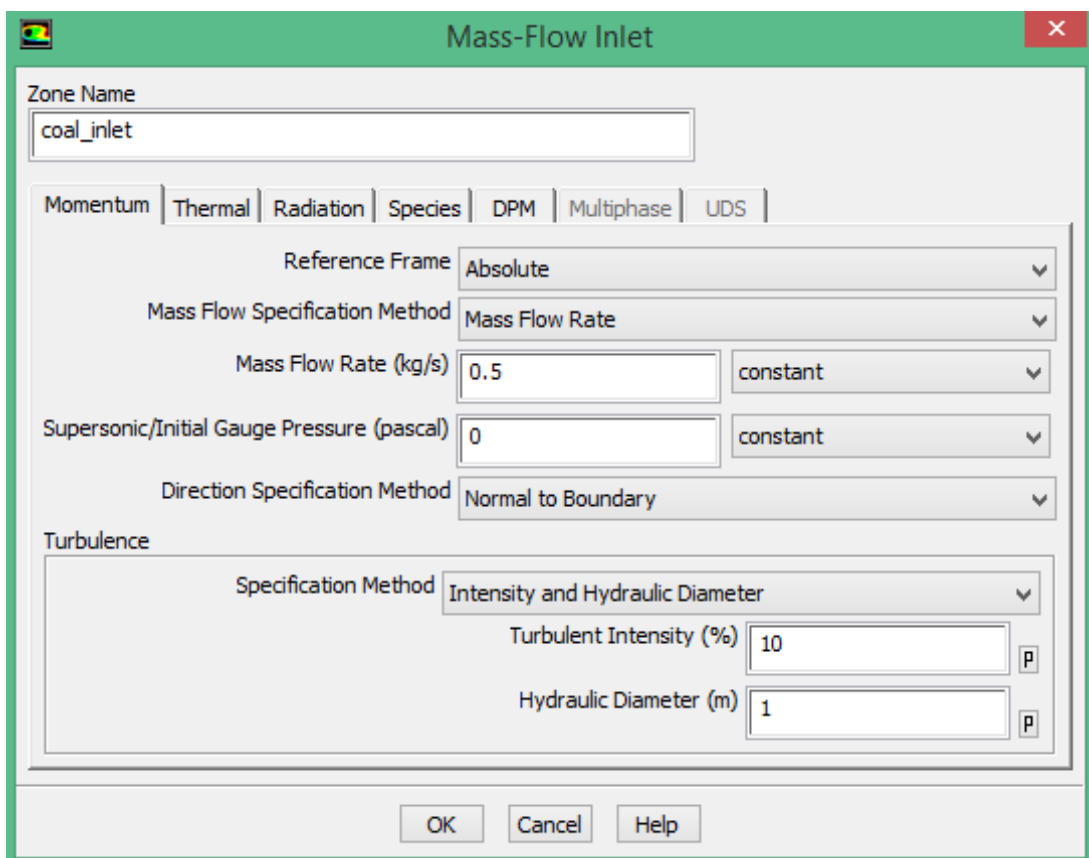 Mass-Flow Inlet
Zone Name
coal_inlet
Momentum Thermal Radiation Species DPM Multiphase UDS
Reference Frame Absolute
Mass Flow Specification Method Mass Flow Rate
Mass Flow Rate (kg/s) 0.5 constant
Supersonic/Initial Gauge Pressure (pascal) 0 constant
Direction Specification Method Normal to Boundary
Turbulence
Specification Method Intensity and Hydraulic Diameter
Turbulent Intensity (%) 10 P
Hydraulic Diameter (m) 1 P
OK Cancel Help